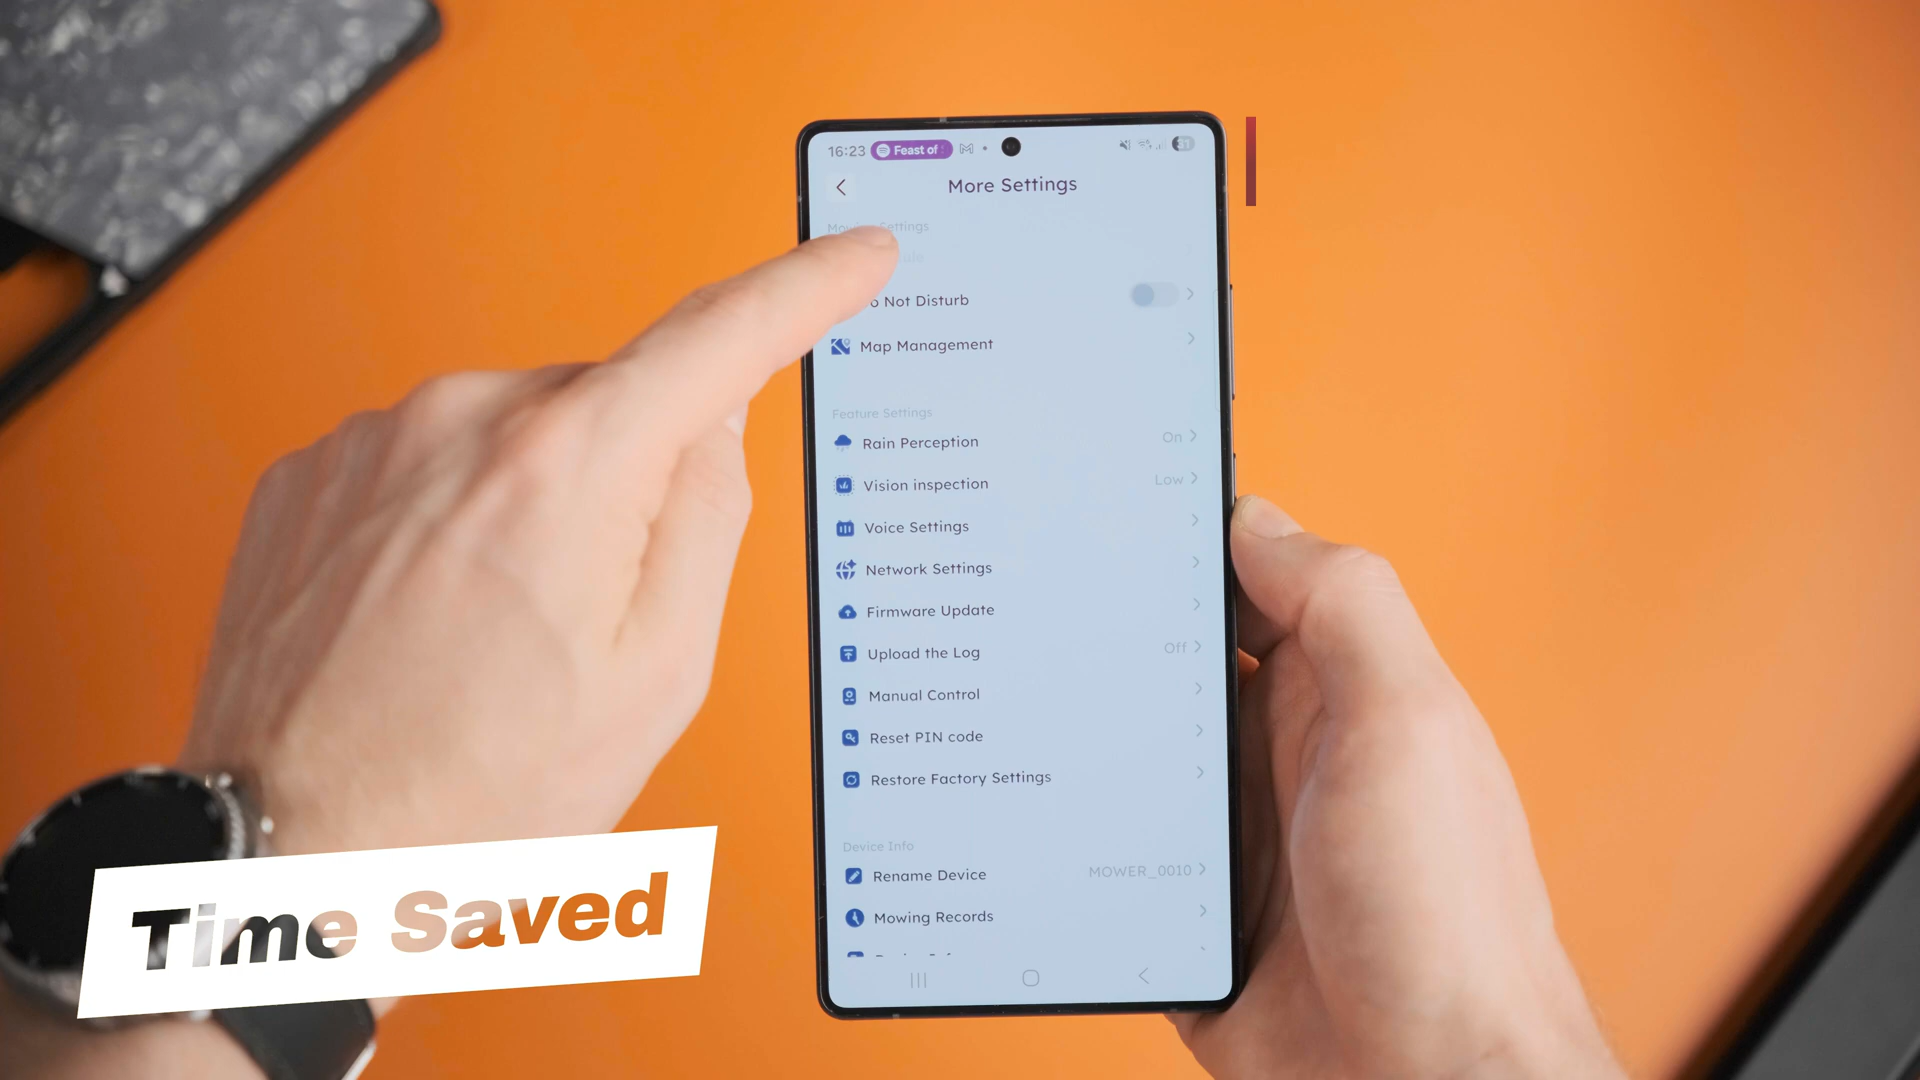 16:23 Feast of
More Settings
Settings
o Not Disturb
Map Management
Feature Settings
Rain Perception On
Vision inspection Low
Voice Settings
Network Settings
Firmware Update
Upload the Log Off
Manual Control
Reset PIN code
Restore Factory Settings
Device Info
Rename Device MOWER_0010
Mowing Records
Time Saved